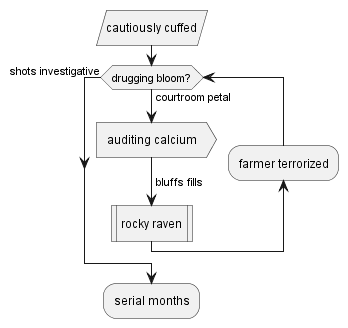 cautiously cuffed
shots investigative
drugging bloom?
courtroom petal
auditing calcium
farmer terrorized
bluffs fills
rocky raven
serial months